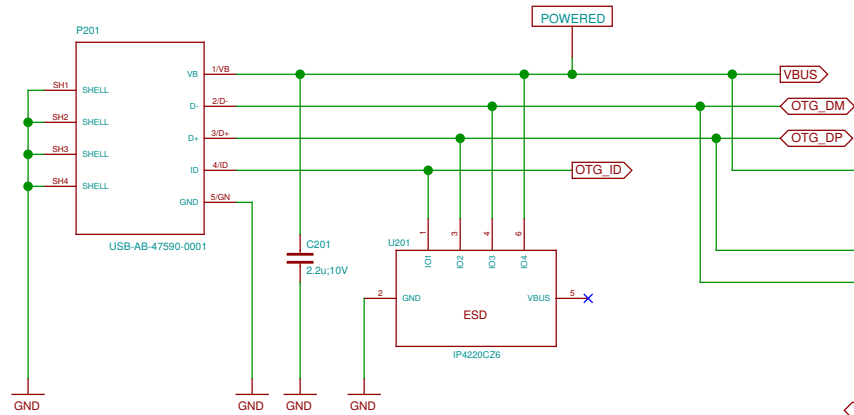 POWERED
P201
VB
1/VB
VBUS
SH1
SHELL
D-
2/D-
OTG_DM
SH2
SHELL
D+
3/D+
OTG_DP
SH3
SHELL
ID
4/ID
OTG_ID
SH4
SHELL
GND
5/GN
USB-AB-47590-0001
C201
2.2u;10V
U201
1
3
4
6
IO1
IO2
IO3
IO4
2
GND
VBUS
5
ESD
IP4220CZ6
GND
GND
GND
GND